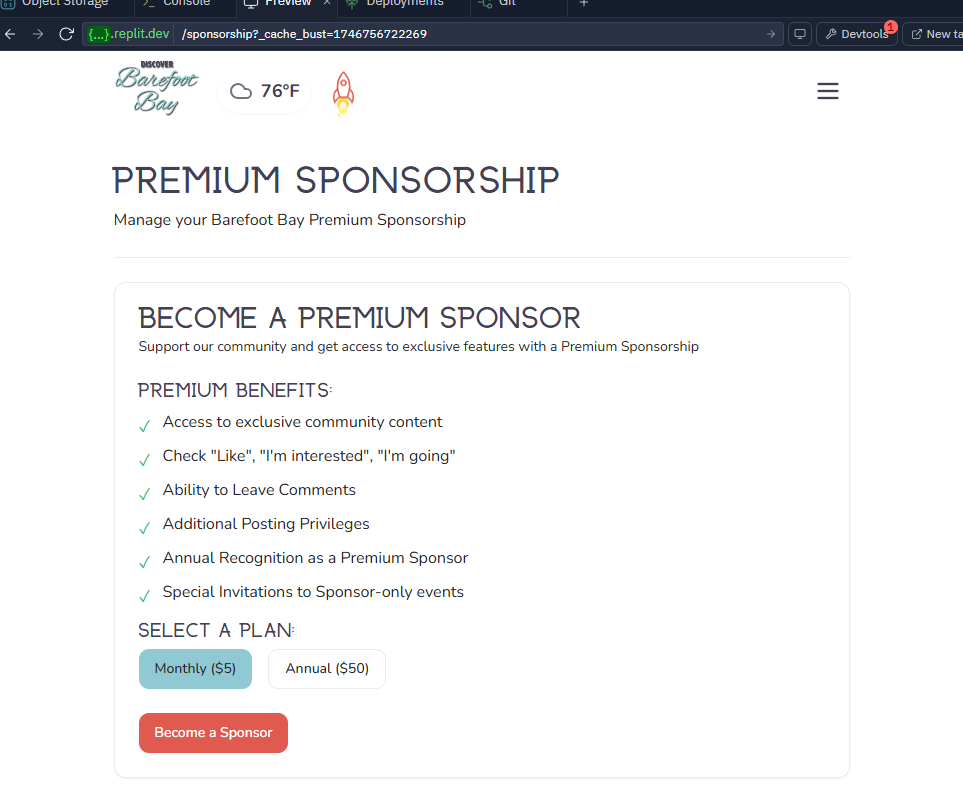 Object Storage
Console
Preview
Deployments
Git
{...}.replit.dev
/sponsorship?_cache_bust=1746756722269
Devtools
1
New ta
DISCOVER
Barefoot
Bay
76°F
PREMIUM SPONSORSHIP
Manage your Barefoot Bay Premium Sponsorship
BECOME A PREMIUM SPONSOR
Support our community and get access to exclusive features with a Premium Sponsorship
PREMIUM BENEFITS:
Access to exclusive community content
Check "Like", "I'm interested", "I'm going"
Ability to Leave Comments
Additional Posting Privileges
Annual Recognition as a Premium Sponsor
Special Invitations to Sponsor-only events
SELECT A PLAN:
Monthly ($5)
Annual ($50)
Become a Sponsor